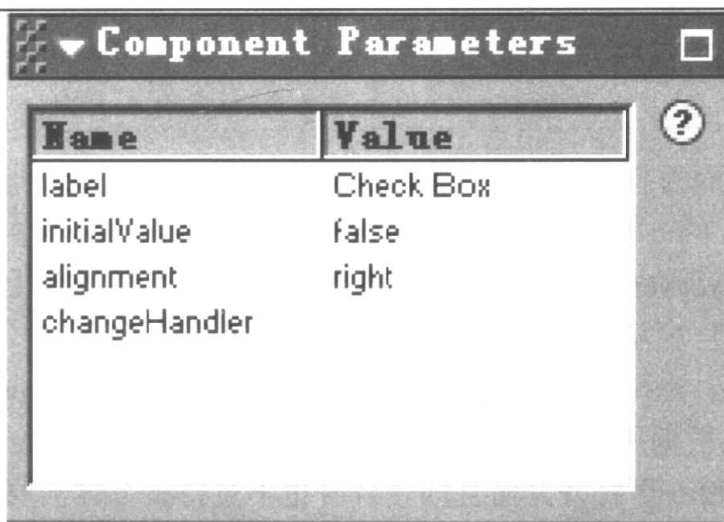 Component Parameters
?
Name Value
label Check Box
initialValue false
alignment right
changeHandler